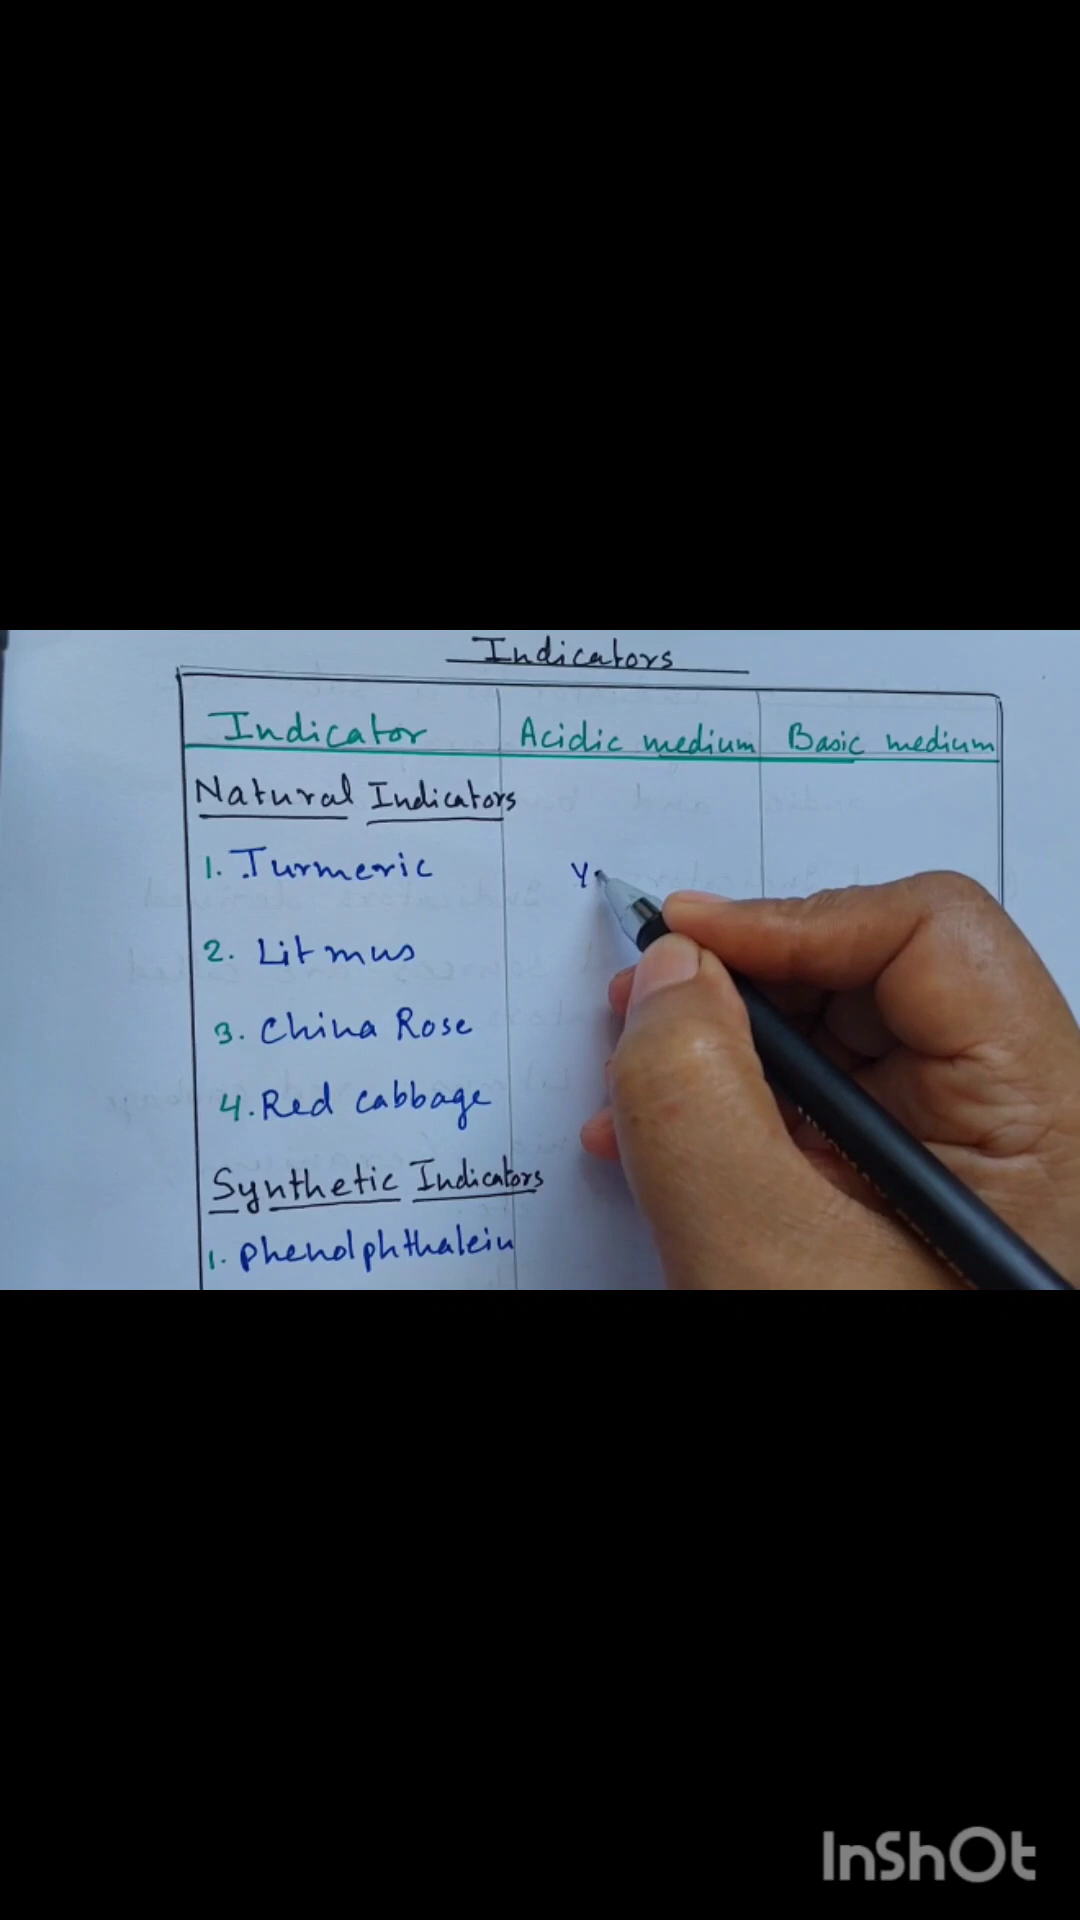 Indicators
Indicator Acidic medium Basic medium
Natural Indicators
1. Turmeric Y
2. Litmus
3. China Rose
4. Red cabbage
Synthetic Indicators
1. Phenolphthalein
InShOt